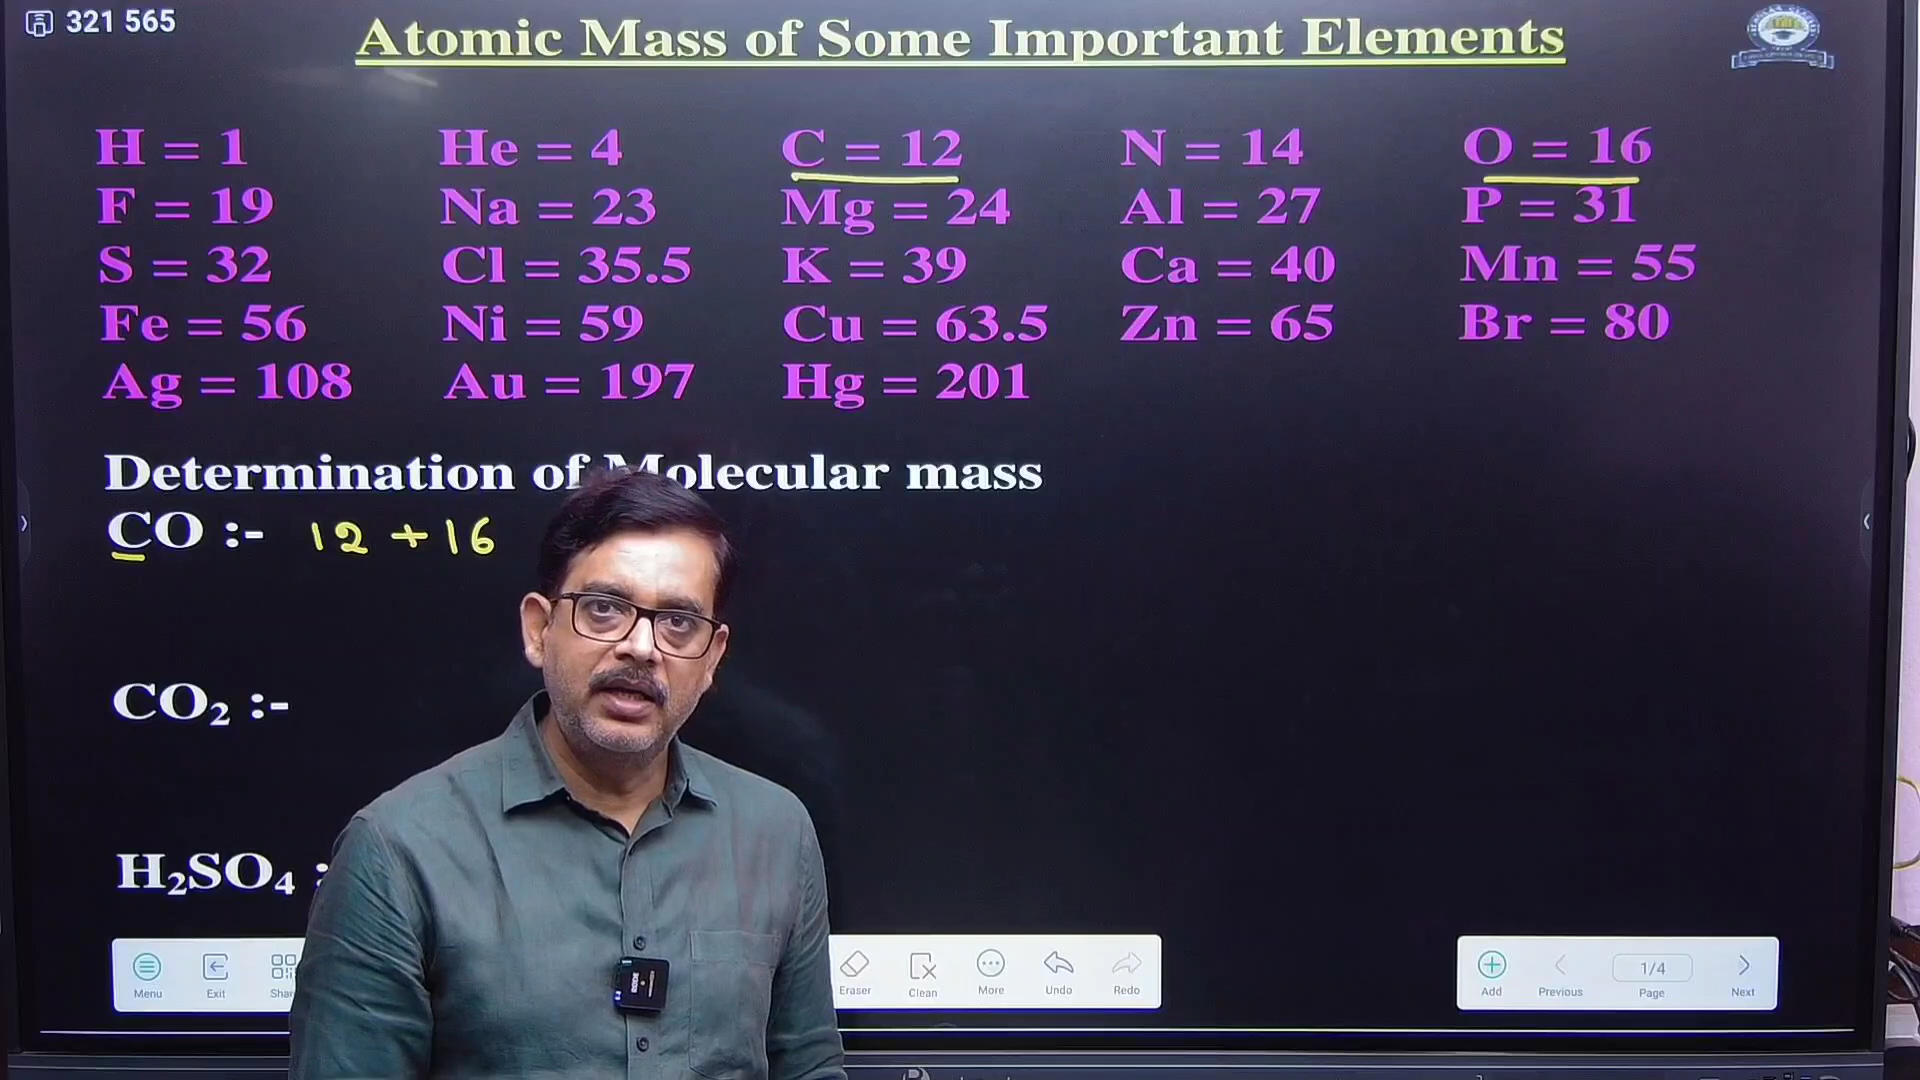 321 565
Atomic Mass of Some Important Elements
H = 1 He = 4 C = 12 N = 14 O = 16
F = 19 Na = 23 Mg = 24 Al = 27 P = 31
S = 32 Cl = 35.5 K = 39 Ca = 40 Mn = 55
Fe = 56 Ni = 59 Cu = 63.5 Zn = 65 Br = 80
Ag = 108 Au = 197 Hg = 201
Determination of Molecular mass
CO :- 12 + 16
CO₂ :-
H₂SO₄ :
Menu Exit Shar Eraser Clean More Undo Redo Add Previous 1/4 Page Next
RODE